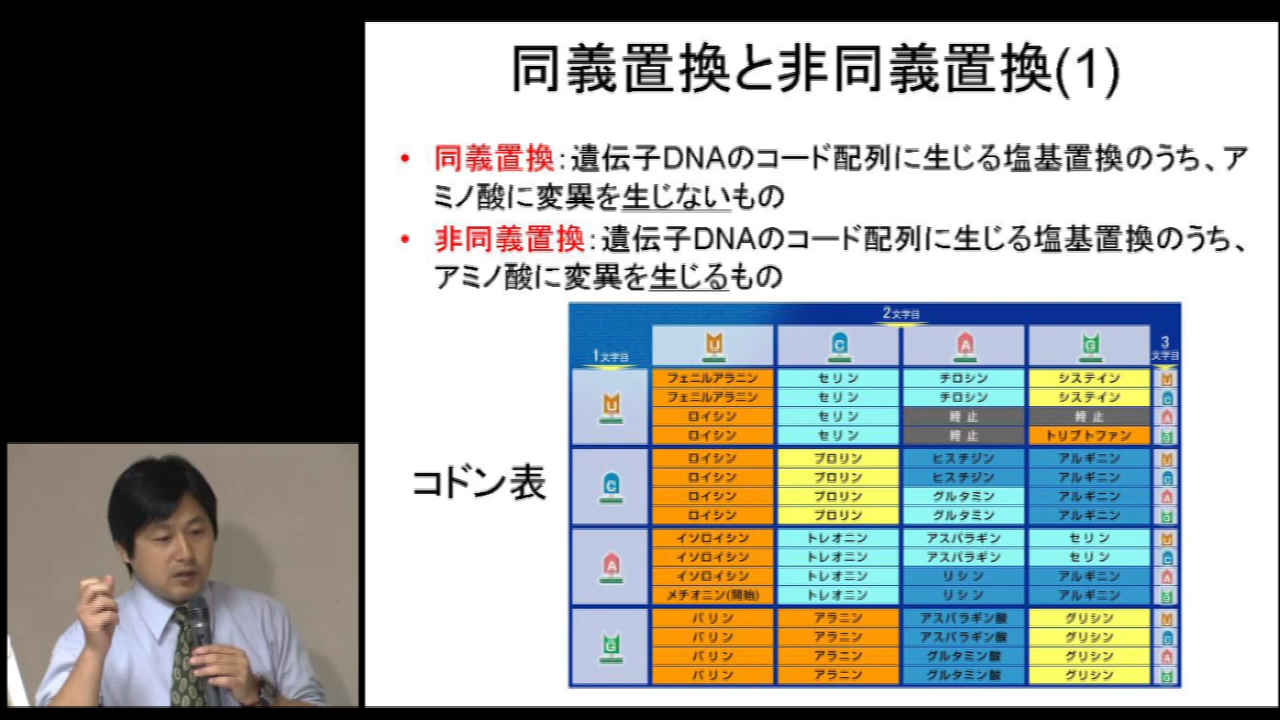 同義置換と非同義置換(1)
• 同義置換：遺伝子DNAのコード配列に生じる塩基置換のうち、ア
ミノ酸に変異を生じないもの
• 非同義置換：遺伝子DNAのコード配列に生じる塩基置換のうち、
アミノ酸に変異を生じるもの
コドン表
2文字目
1文字目 U C A G 3文字目
U フェニルアラニン セリン チロシン システイン U
フェニルアラニン セリン チロシン システイン C
ロイシン セリン 終止 終止 A
ロイシン セリン 終止 トリプトファン G
C ロイシン プロリン ヒスチジン アルギニン U
ロイシン プロリン ヒスチジン アルギニン C
ロイシン プロリン グルタミン アルギニン A
ロイシン プロリン グルタミン アルギニン G
A イソロイシン トレオニン アスパラギン セリン U
イソロイシン トレオニン アスパラギン セリン C
イソロイシン トレオニン リシン アルギニン A
メチオニン(開始) トレオニン リシン アルギニン G
G バリン アラニン アスパラギン酸 グリシン U
バリン アラニン アスパラギン酸 グリシン C
バリン アラニン グルタミン酸 グリシン A
バリン アラニン グルタミン酸 グリシン G